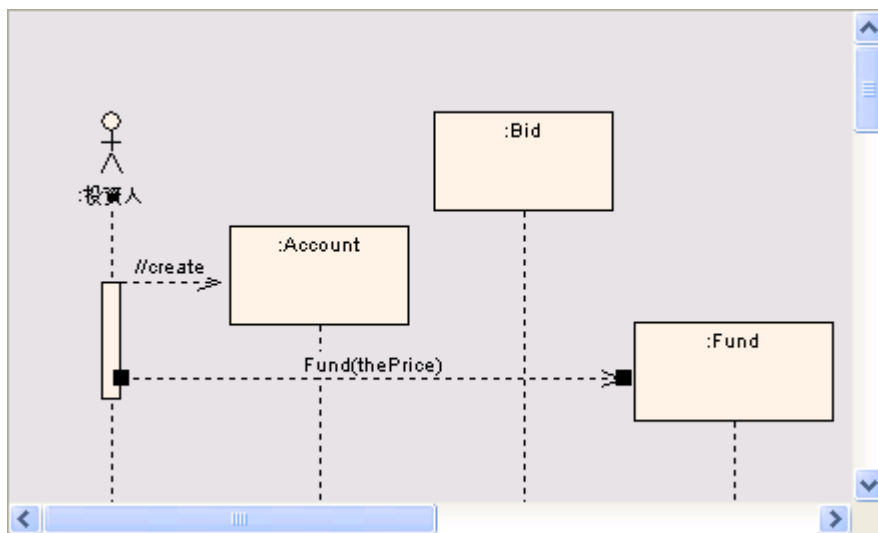 :Bid
:投資人
:Account
//create
:Fund
Fund(thePrice)